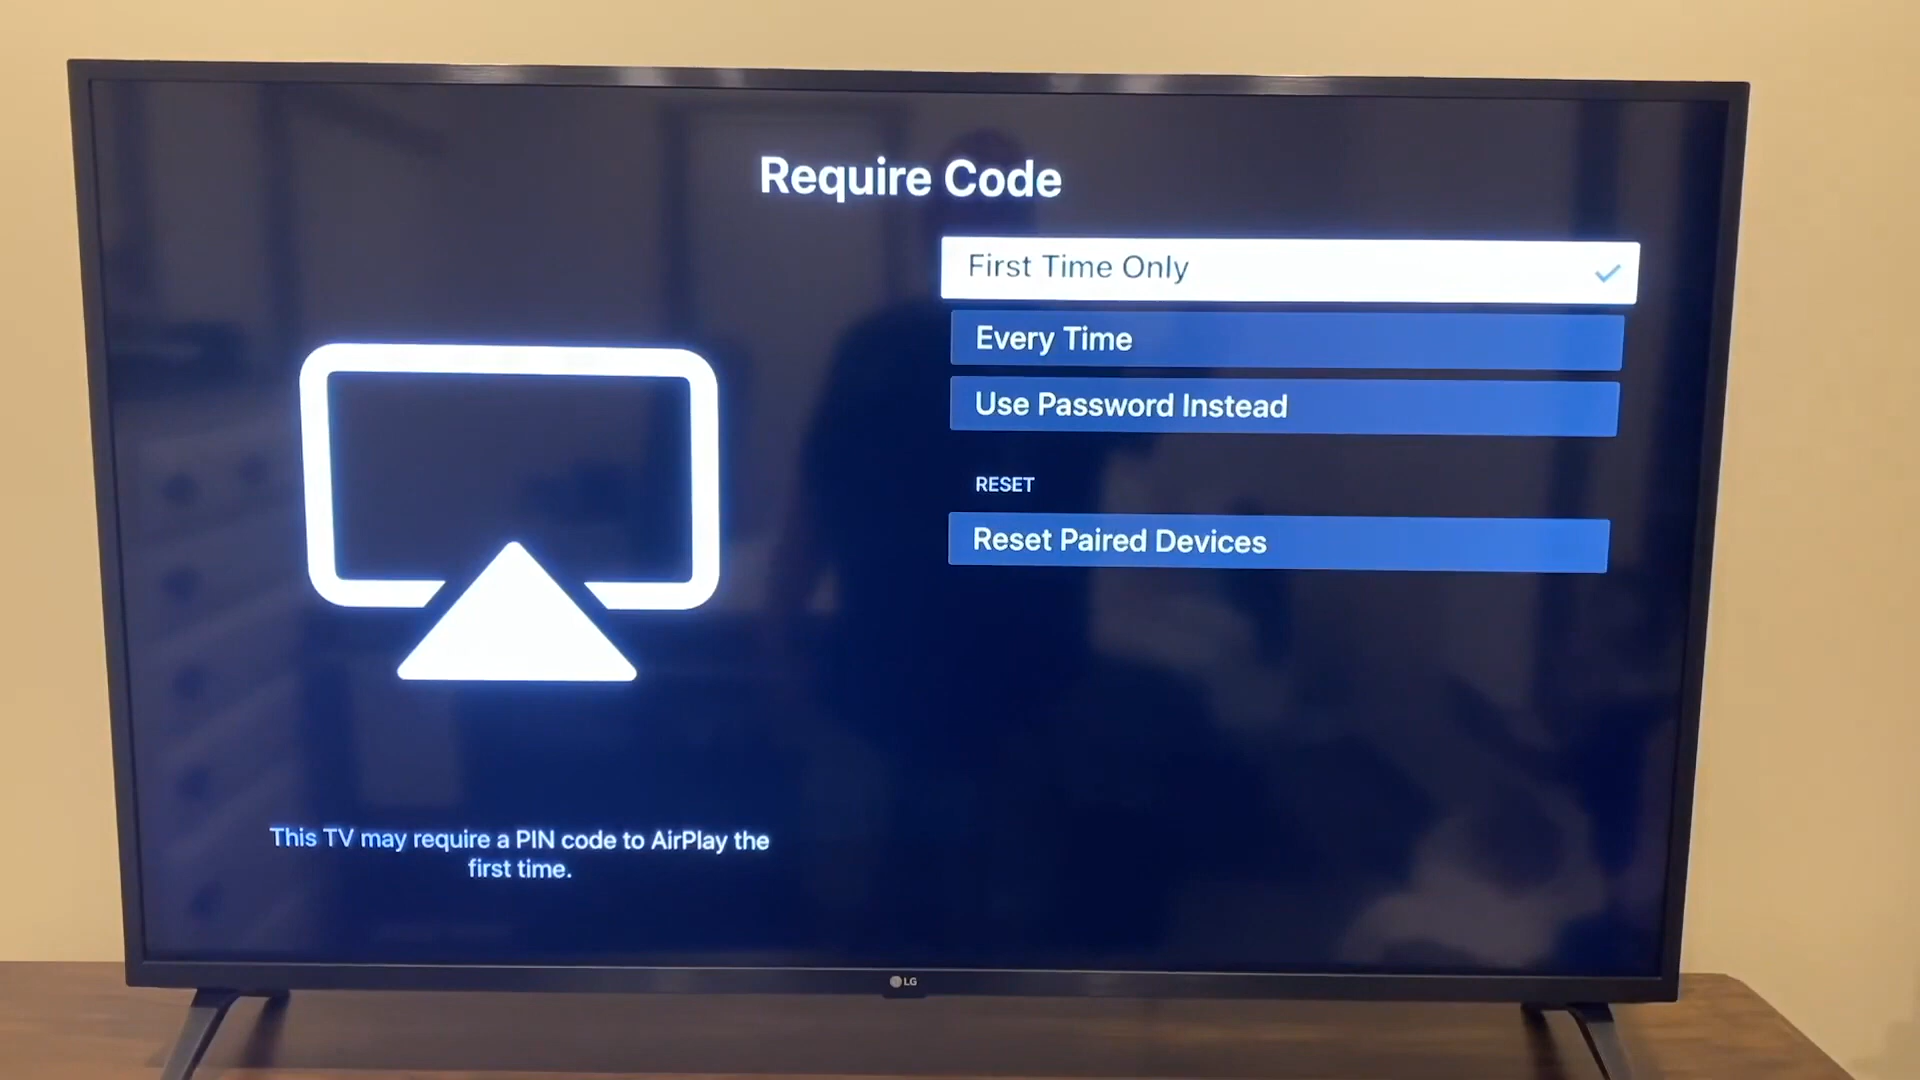 Require Code
First Time Only
Every Time
Use Password Instead
RESET
Reset Paired Devices
This TV may require a PIN code to AirPlay the
first time.
LG